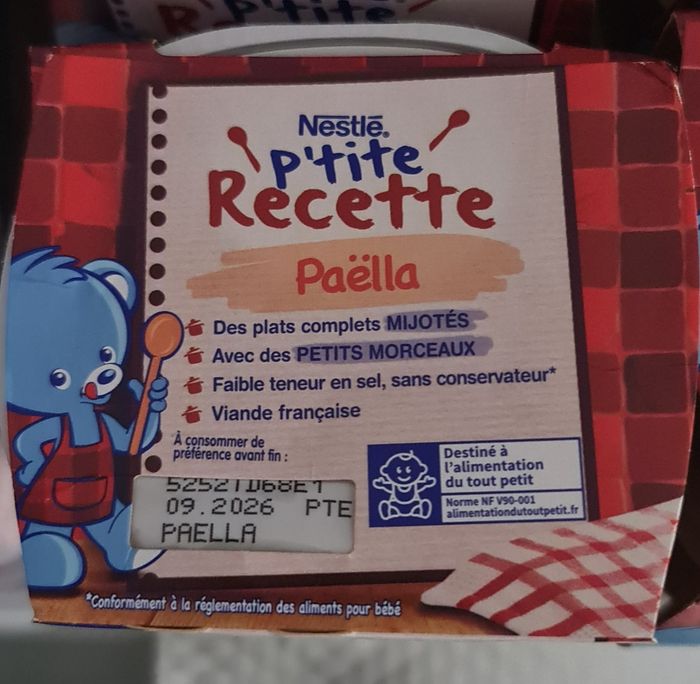 P'tite
Nestlé®
P'tite
Recette
Paëlla
Des plats complets MIJOTÉS
Avec des PETITS MORCEAUX
Faible teneur en sel, sans conservateur*
Viande française
À consommer de
préférence avant fin :
Destiné à
l'alimentation
du tout petit
Norme NF V90-001
alimentationdutoutpetit.fr
09.2026 PTE
PAELLA
*Conformément à la réglementation des aliments pour bébé